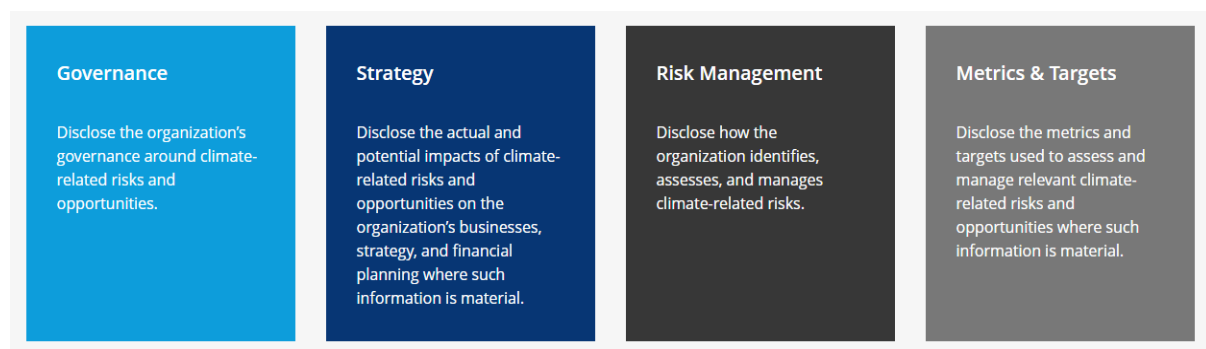 Governance
Disclose the organization's
governance around climate-
related risks and
opportunities.
Strategy
Disclose the actual and
potential impacts of climate-
related risks and
opportunities on the
organization's businesses,
strategy, and financial
planning where such
information is material.
Risk Management
Disclose how the
organization identifies,
assesses, and manages
climate-related risks.
Metrics & Targets
Disclose the metrics and
targets used to assess and
manage relevant climate-
related risks and
opportunities where such
information is material.